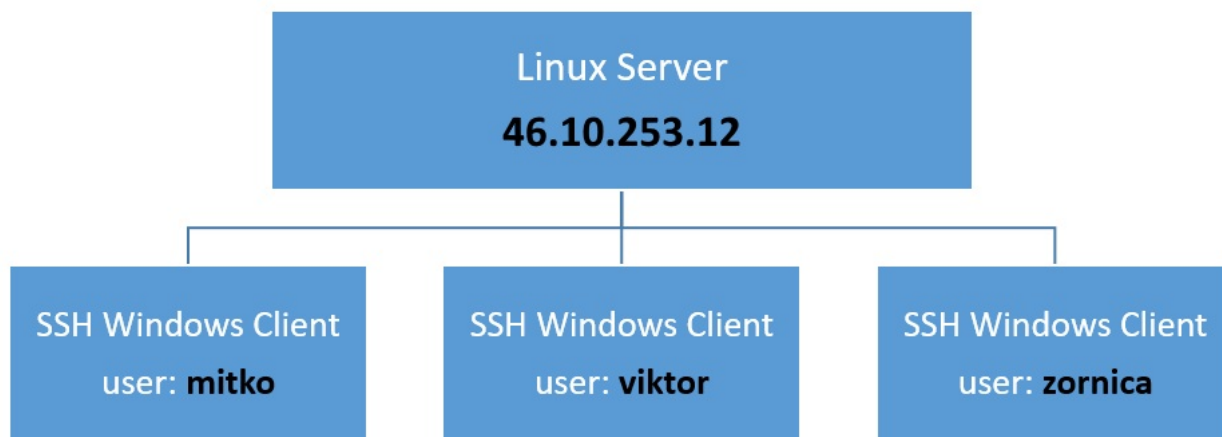 Linux Server
46.10.253.12
SSH Windows Client
user: mitko
SSH Windows Client
user: viktor
SSH Windows Client
user: zornica